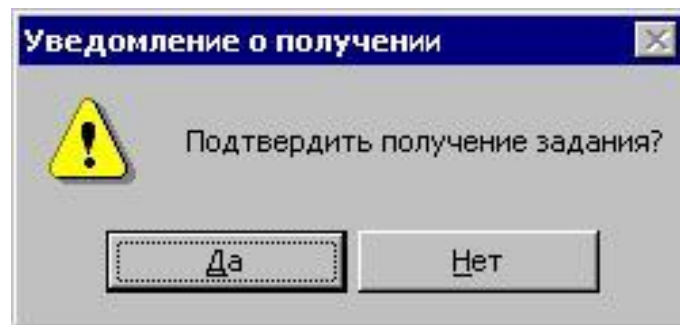 Уведомление о получении
Подтвердить получение задания?
Да
Нет